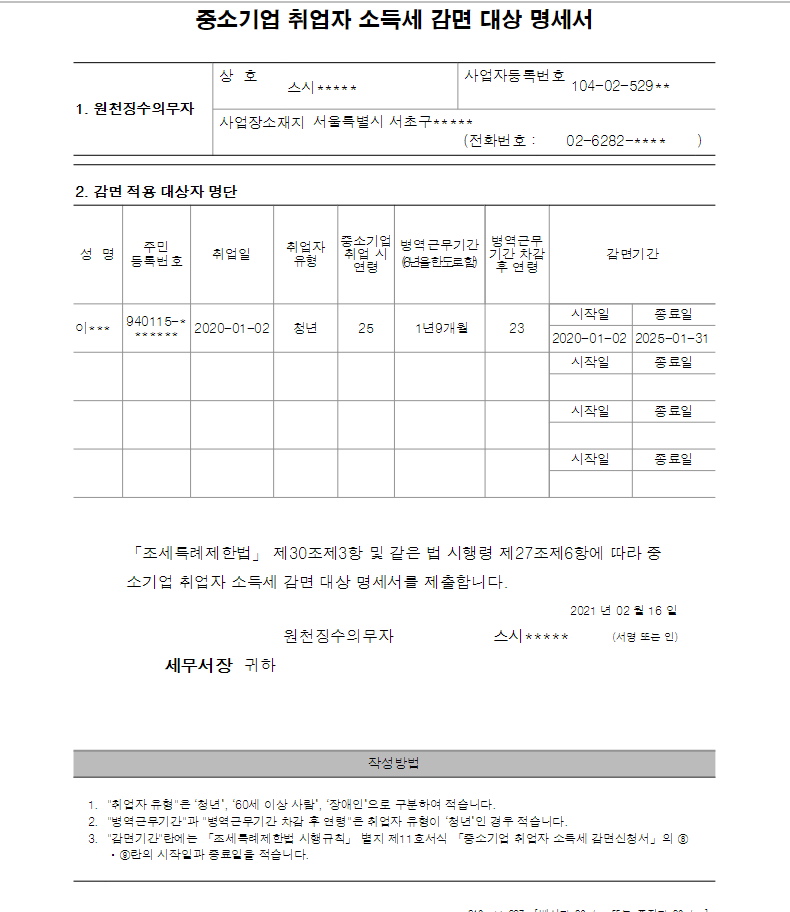 중소기업 취업자 소득세 감면 대상 명세서
1. 원천징수의무자
상 호
스시*****
사업자등록번호
104-02-529**
사업장소재지 서울특별시 서초구*****
(전화번호 : 02-6282-**** )
2. 감면 적용 대상자 명단
성 명
주민
등록번호
취업일
취업자
유형
중소기업
취업 시
연령
병역근무기간
(6년을한도로함)
병역근무
기간 차감
후 연령
감면기간
이***
940115-*
******
2020-01-02
청년
25
1년9개월
23
시작일 종료일
2020-01-02 2025-01-31
시작일 종료일
시작일 종료일
시작일 종료일
「조세특례제한법」 제30조제3항 및 같은 법 시행령 제27조제6항에 따라 중
소기업 취업자 소득세 감면 대상 명세서를 제출합니다.
2021 년 02 월 16 일
원천징수의무자 스시***** (서명 또는 인)
세무서장 귀하
작성방법
1. "취업자 유형"은 '청년', '60세 이상 사람', '장애인'으로 구분하여 적습니다.
2. "병역근무기간"과 "병역근무기간 차감 후 연령"은 취업자 유형이 '청년'인 경우 적습니다.
3. "감면기간"란에는 「조세특례제한법 시행규칙」 별지 제11호서식 「중소기업 취업자 소득세 감면신청서」의 ⑧
·⑨란의 시작일과 종료일을 적습니다.